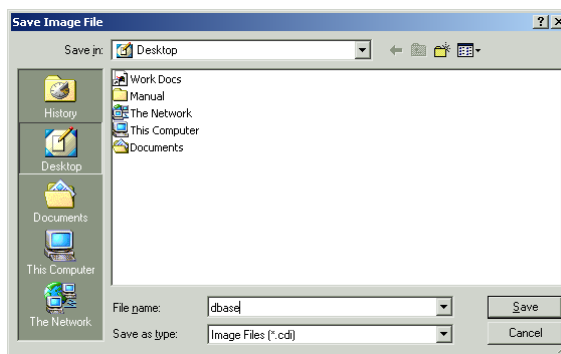 Save Image File
Save in: Desktop
History
Desktop
Documents
This Computer
The Network
Work Docs
Manual
The Network
This Computer
Documents
File name: dbase
Save
Save as type: Image Files (*.cdi)
Cancel